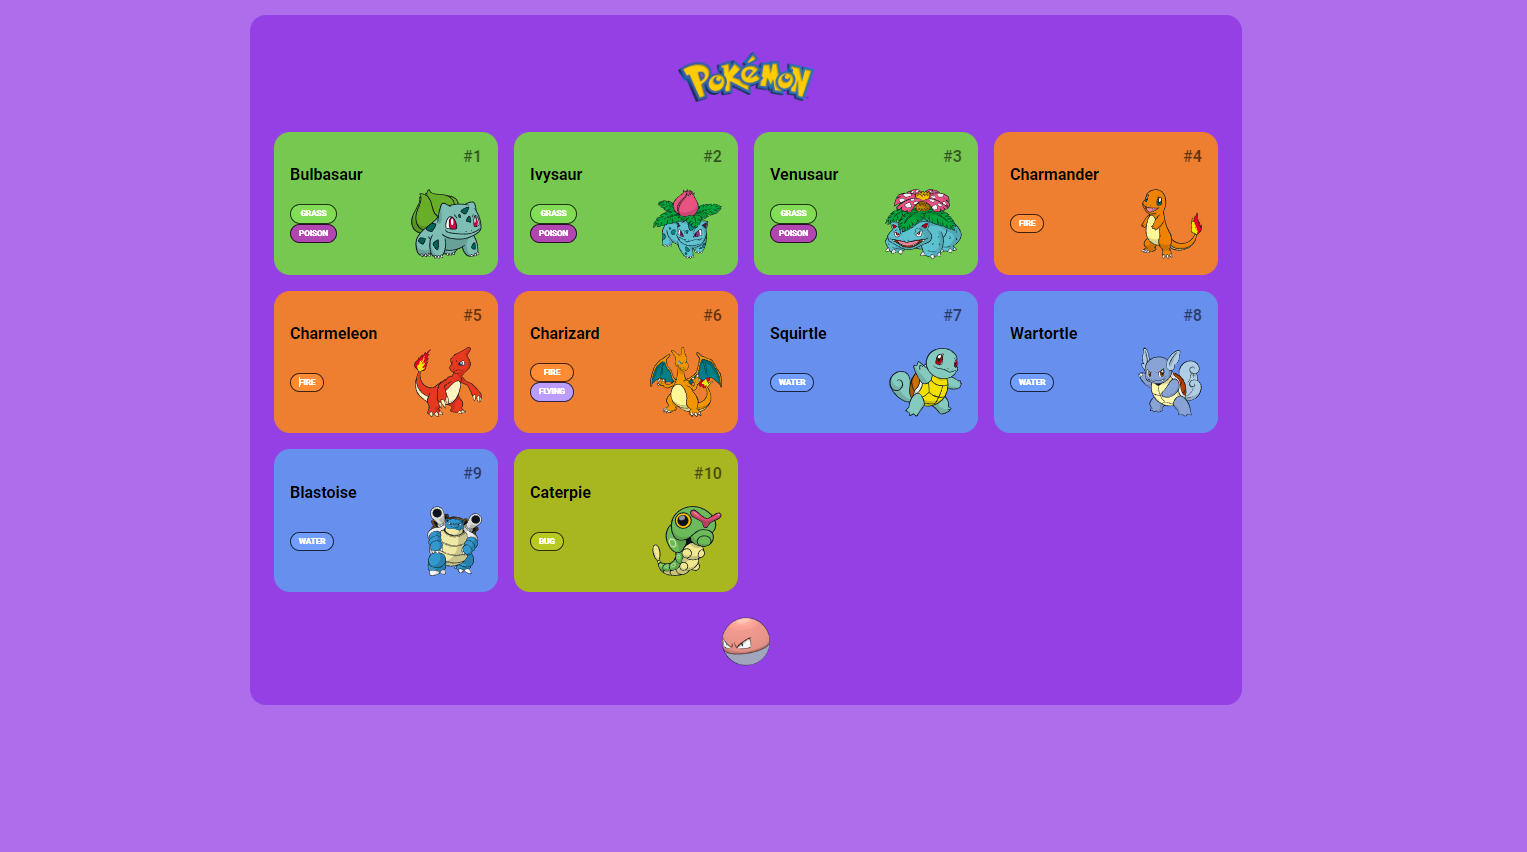 POKéMON
#1
Bulbasaur
GRASS
POISON
#2
Ivysaur
GRASS
POISON
#3
Venusaur
GRASS
POISON
#4
Charmander
FIRE
#5
Charmeleon
FIRE
#6
Charizard
FIRE
FLYING
#7
Squirtle
WATER
#8
Wartortle
WATER
#9
Blastoise
WATER
#10
Caterpie
BUG